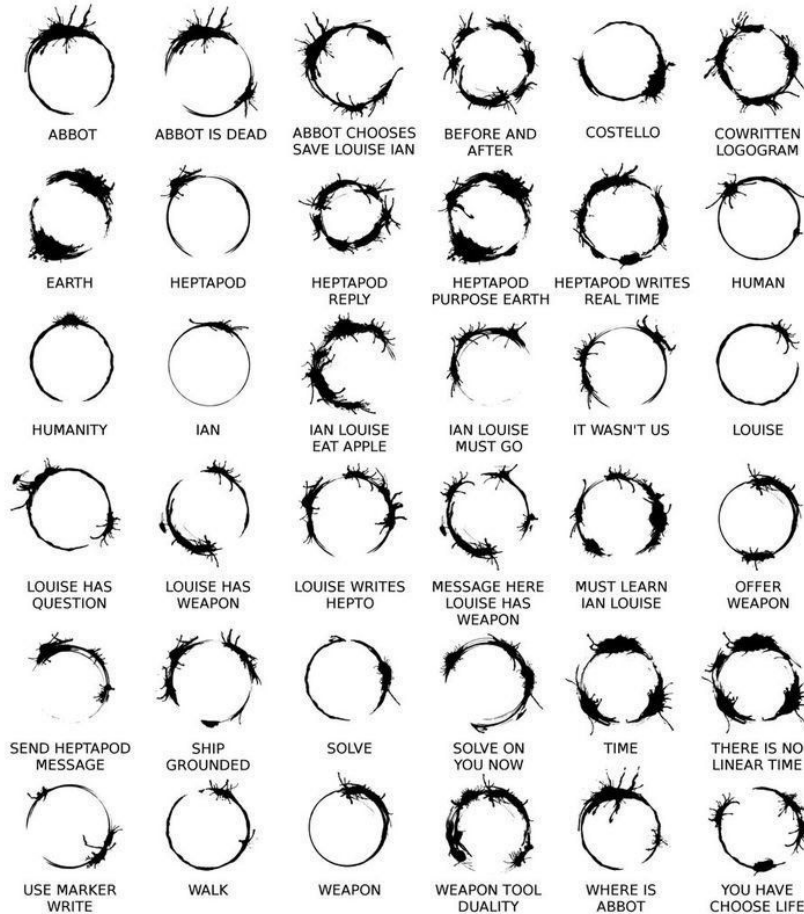 ABBOT
ABBOT IS DEAD
ABBOT CHOOSES
SAVE LOUISE IAN
BEFORE AND
AFTER
COSTELLO
COWRITTEN
LOGOGRAM
EARTH
HEPTAPOD
HEPTAPOD
REPLY
HEPTAPOD
PURPOSE EARTH
HEPTAPOD WRITES
REAL TIME
HUMAN
HUMANITY
IAN
IAN LOUISE
EAT APPLE
IAN LOUISE
MUST GO
IT WASN'T US
LOUISE
LOUISE HAS
QUESTION
LOUISE HAS
WEAPON
LOUISE WRITES
HEPTO
MESSAGE HERE
LOUISE HAS
WEAPON
MUST LEARN
IAN LOUISE
OFFER
WEAPON
SEND HEPTAPOD
MESSAGE
SHIP
GROUNDED
SOLVE
SOLVE ON
YOU NOW
TIME
THERE IS NO
LINEAR TIME
USE MARKER
WRITE
WALK
WEAPON
WEAPON TOOL
DUALITY
WHERE IS
ABBOT
YOU HAVE
CHOOSE LIFE